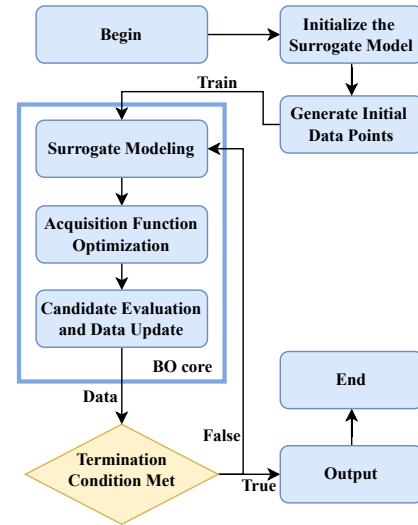 Begin
Initialize the
Surrogate Model
Train
Generate Initial
Data Points
Surrogate Modeling
Acquisition Function
Optimization
Candidate Evaluation
and Data Update
BO core
Data
End
False
Termination
Condition Met
True
Output